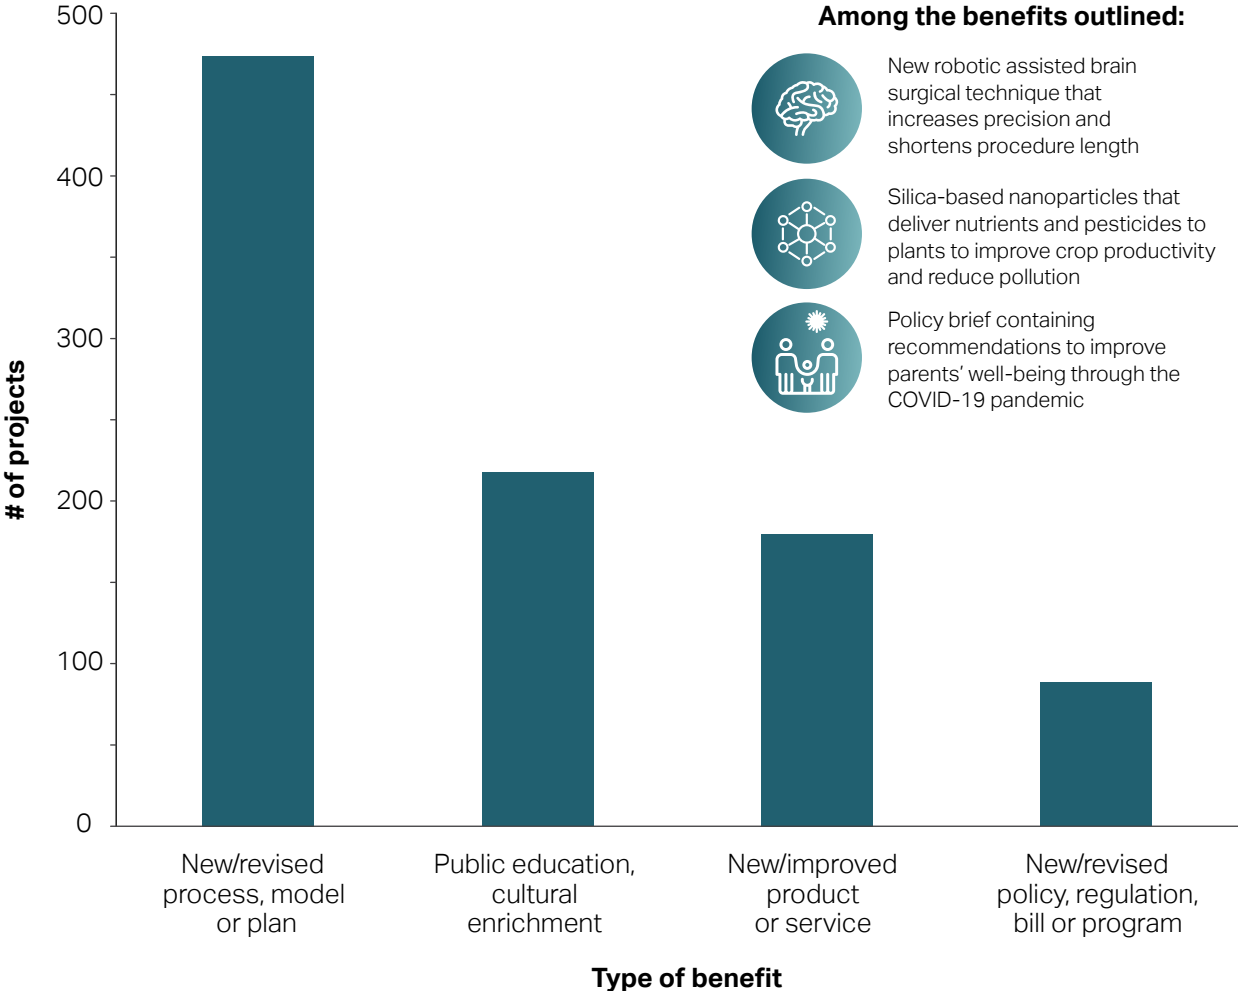 Among the benefits outlined:
New robotic assisted brain
surgical technique that
increases precision and
shortens procedure length
Silica-based nanoparticles that
deliver nutrients and pesticides to
plants to improve crop productivity
and reduce pollution
Policy brief containing
recommendations to improve
parents’ well-being through the
COVID-19 pandemic
# of projects
500
400
300
200
100
0
New/revised
process, model
or plan
Public education,
cultural
enrichment
New/improved
product
or service
New/revised
policy, regulation,
bill or program
Type of benefit